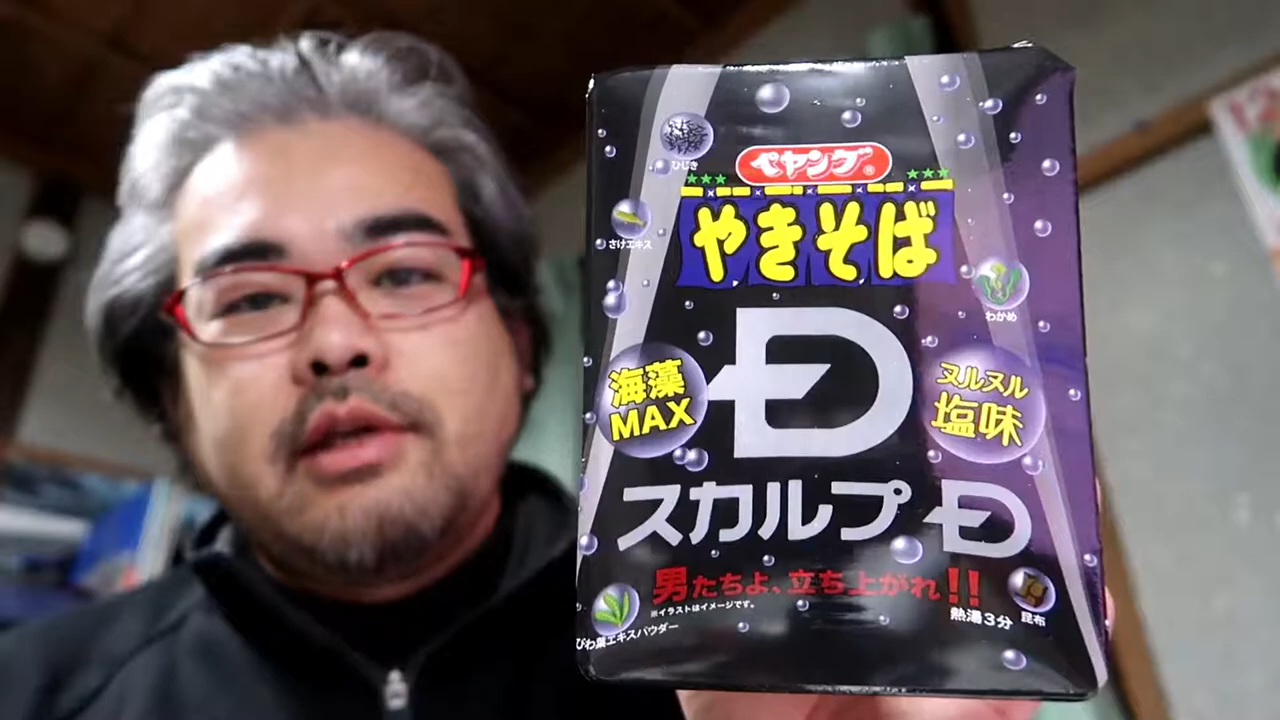 ひじき
ペヤング®
さけエキス
やきそば
わかめ
海藻
MAX
ヌルヌル
塩味
D
スカルプD
男たちよ、立ち上がれ!!
※イラストはイメージです。
熱湯3分
昆布
びわ葉エキスパウダー
12